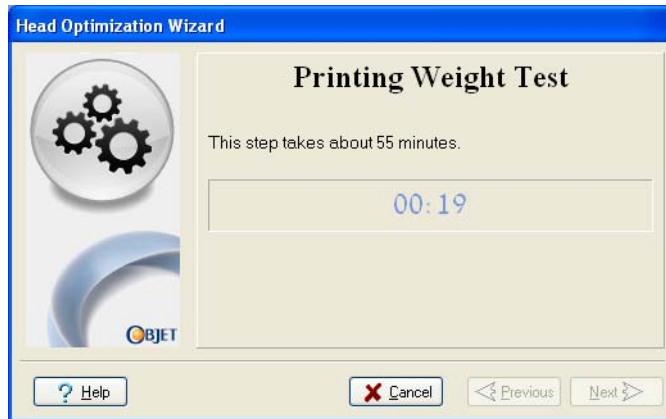 Head Optimization Wizard
Printing Weight Test
This step takes about 55 minutes.
00:19
OBJET
? Help
Cancel
Previous
Next